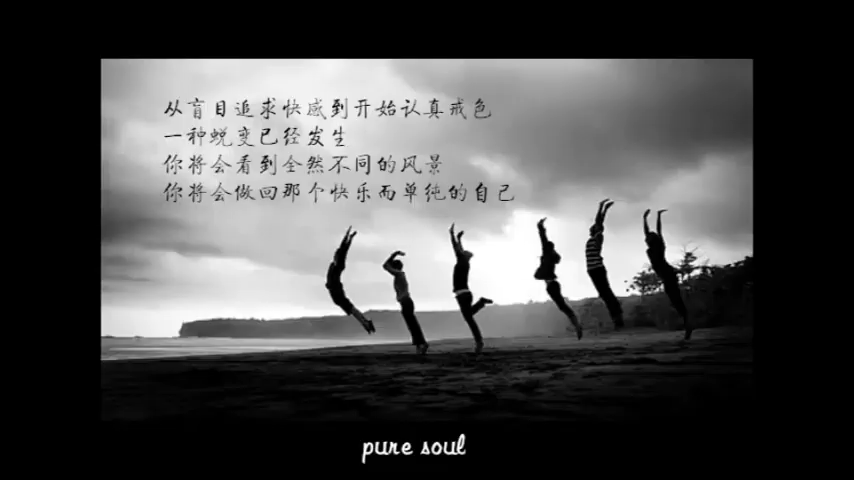 从盲目追求快感到开始认真戒色
一种蜕变已经发生
你将会看到全然不同的风景
你将会做回那个快乐而单纯的自己
pure soul